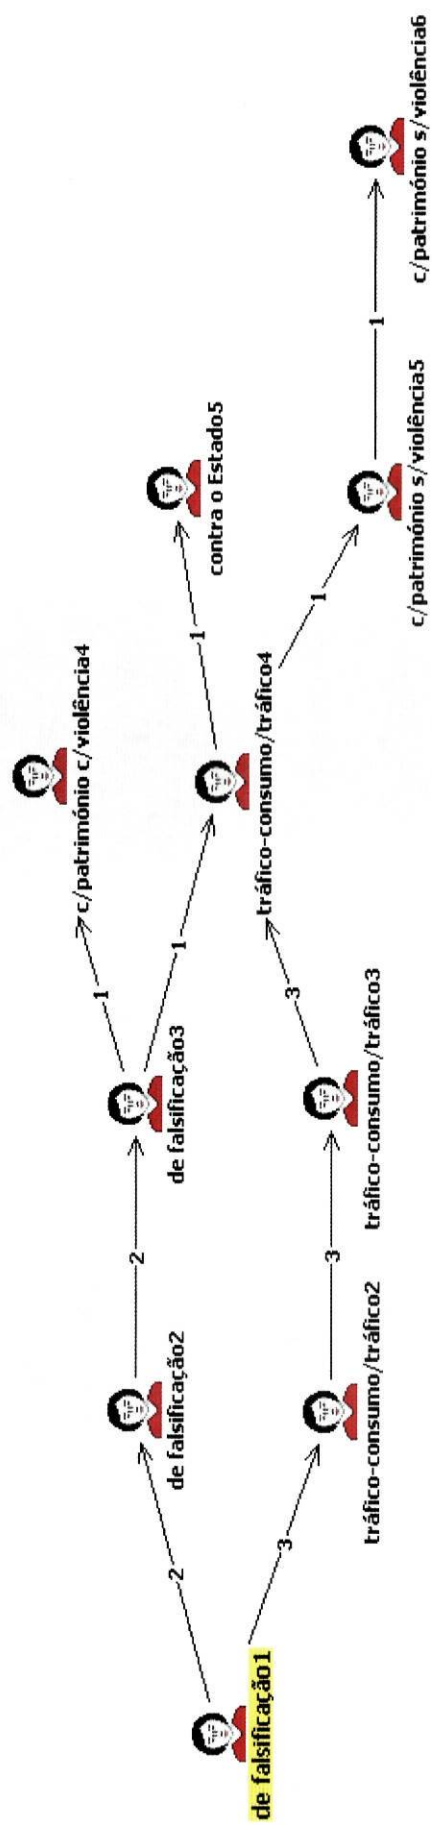 de falsificação1
2
3
de falsificação2
tráfico-consumo/tráfico2
2
3
de falsificação3
tráfico-consumo/tráfico3
1
1
3
c/património c/violência4
tráfico-consumo/tráfico4
1
1
contra o Estado5
c/património s/violência5
1
c/património s/violência6